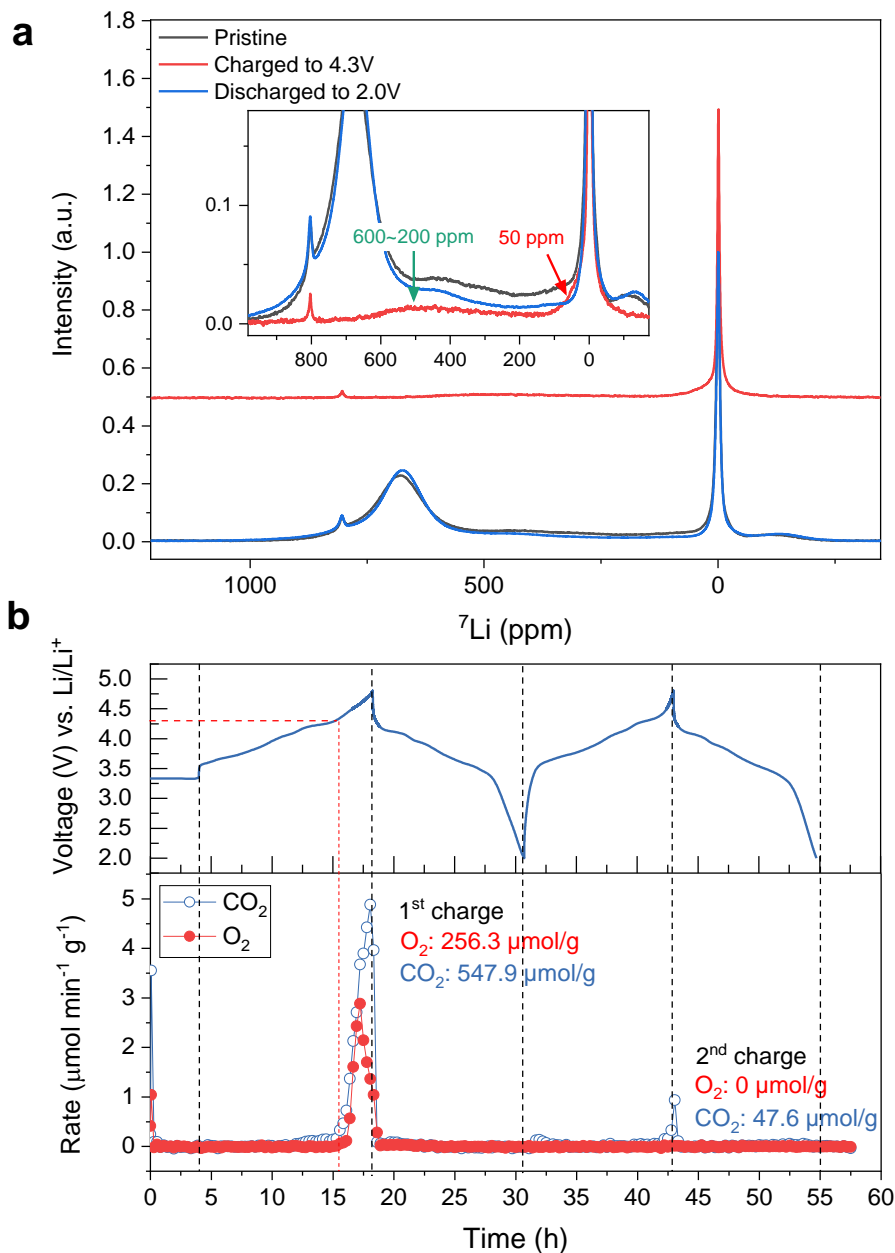 a
Pristine
Charged to 4.3V
Discharged to 2.0V
1.8
1.6
1.4
1.2
1.0
0.8
0.6
0.4
0.2
0.0
Intensity (a.u.)
0.1
0.0
600~200 ppm
50 ppm
800 600 400 200 0
1000 500 0
⁷Li (ppm)
b
Voltage (V) vs. Li/Li⁺
5.0
4.5
4.0
3.5
3.0
2.5
2.0
Rate (μmol min⁻¹ g⁻¹)
5
4
3
2
1
0
CO₂
O₂
1ˢᵗ charge
O₂: 256.3 μmol/g
CO₂: 547.9 μmol/g
2ⁿᵈ charge
O₂: 0 μmol/g
CO₂: 47.6 μmol/g
0 5 10 15 20 25 30 35 40 45 50 55 60
Time (h)